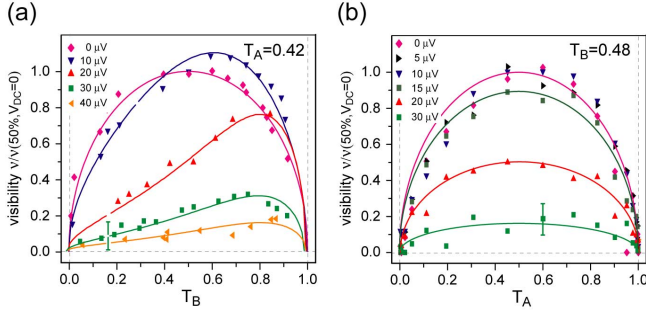 (a)
T_A=0.42
0 μV
10 μV
20 μV
30 μV
40 μV
visibility v/v(50%,V_DC=0)
1.0
0.8
0.6
0.4
0.2
0.0
0.0 0.2 0.4 0.6 0.8 1.0
T_B
(b)
T_B=0.48
0 μV
5 μV
10 μV
15 μV
20 μV
30 μV
visibility v/v(50%,V_DC=0)
1.0
0.8
0.6
0.4
0.2
0.0
0.0 0.2 0.4 0.6 0.8 1.0
T_A